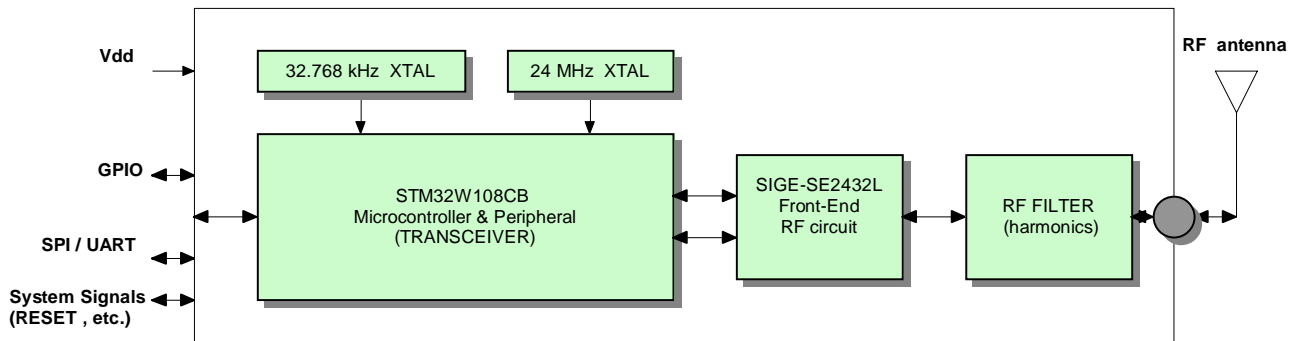 Vdd
32.768 kHz XTAL
24 MHz XTAL
RF antenna
GPIO
STM32W108CB
Microcontroller & Peripheral
(TRANSCEIVER)
SIGE-SE2432L
Front-End
RF circuit
RF FILTER
(harmonics)
SPI / UART
System Signals
(RESET , etc.)